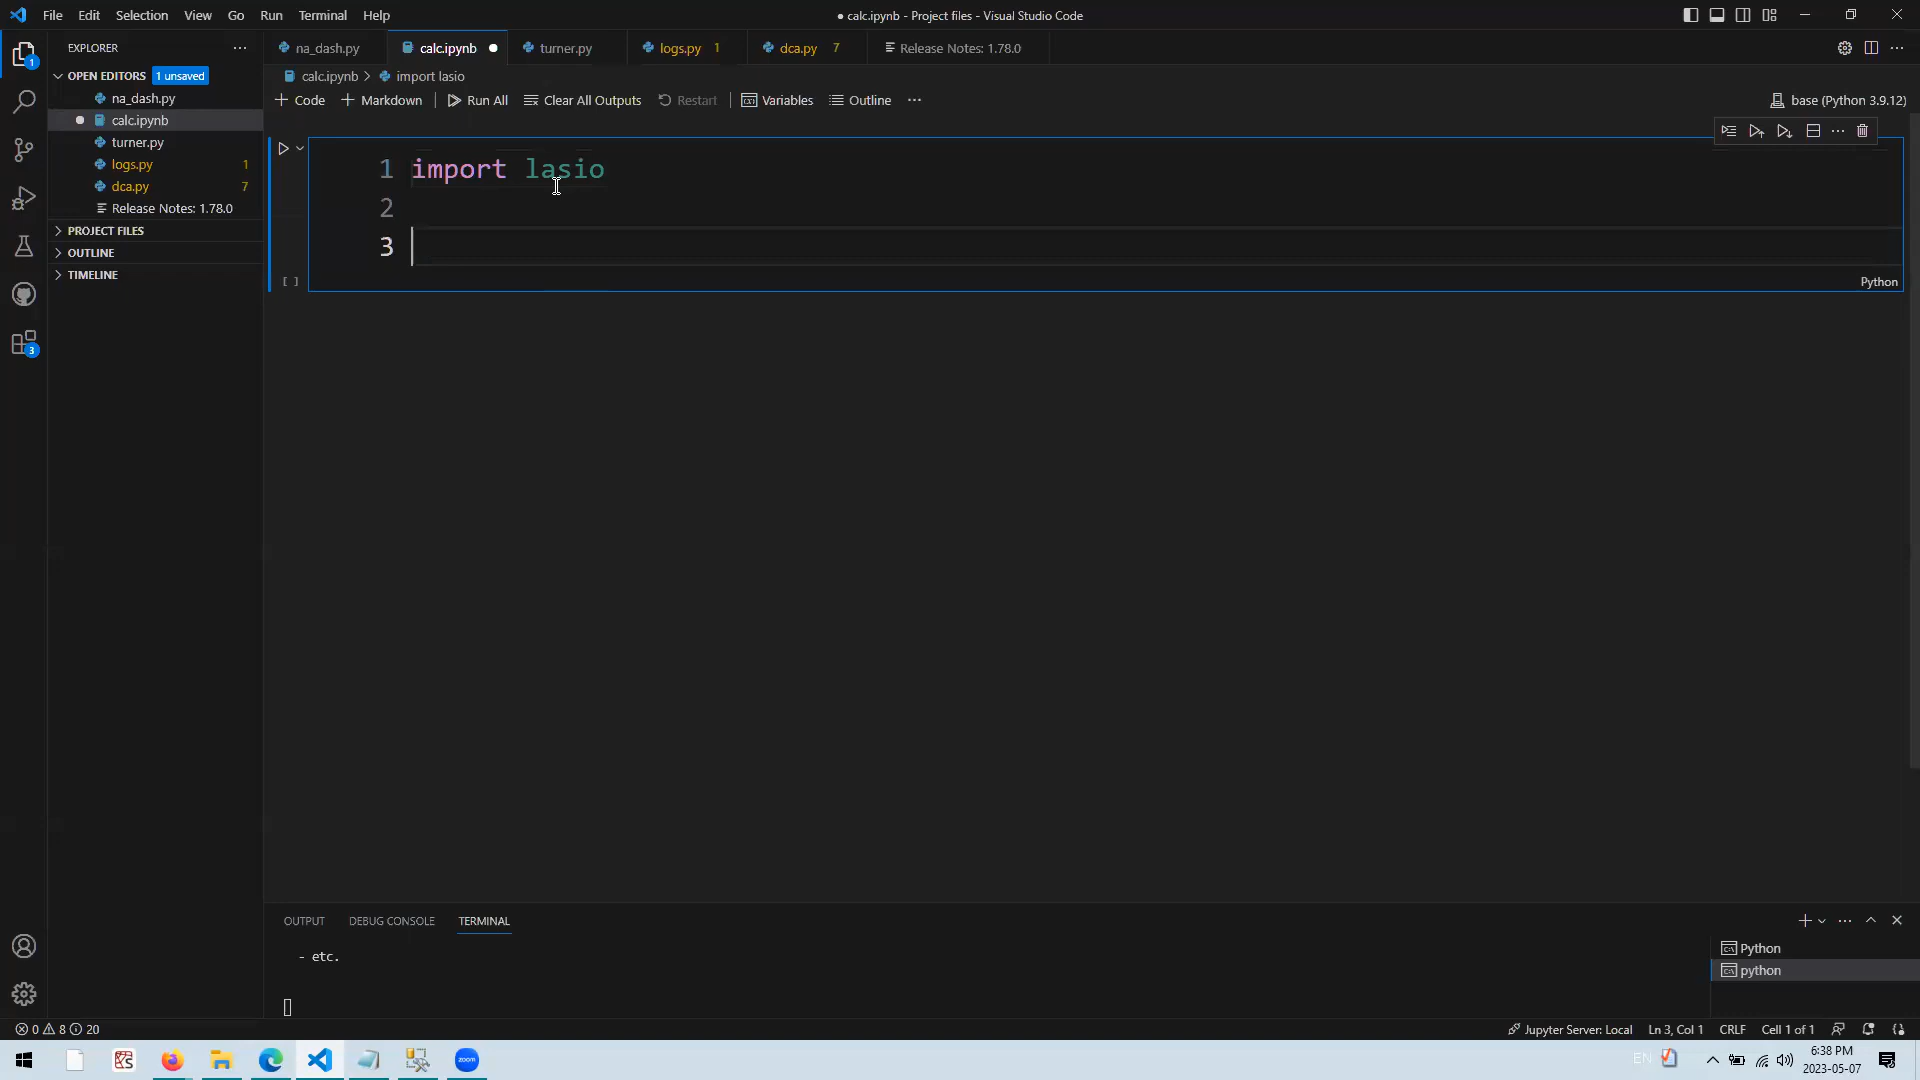 File Edit Selection View Go Run Terminal Help
● calc.ipynb - Project files - Visual Studio Code
EXPLORER
na_dash.py calc.ipynb turner.py logs.py 1 dca.py 7 Release Notes: 1.78.0
OPEN EDITORS 1 unsaved
calc.ipynb > import lasio
na_dash.py
calc.ipynb
turner.py
logs.py 1
dca.py 7
Release Notes: 1.78.0
PROJECT FILES
OUTLINE
TIMELINE
+ Code + Markdown Run All Clear All Outputs Restart Variables Outline ...
base (Python 3.9.12)
1 import lasio
2
3
[ ]
Python
1
3
OUTPUT DEBUG CONSOLE TERMINAL
- etc.
Python
python
0 8 20
Jupyter Server: Local Ln 3, Col 1 CRLF Cell 1 of 1
zoom
EN
6:38 PM
2023-05-07